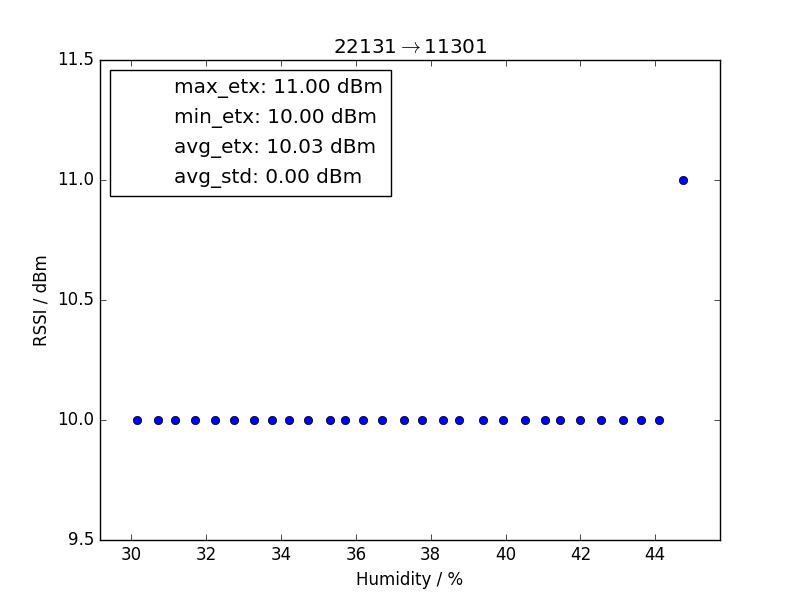 22131→11301
max_etx: 11.00 dBm
min_etx: 10.00 dBm
avg_etx: 10.03 dBm
avg_std: 0.00 dBm
11.5
11.0
10.5
10.0
9.5
RSSI / dBm
30 32 34 36 38 40 42 44
Humidity / %